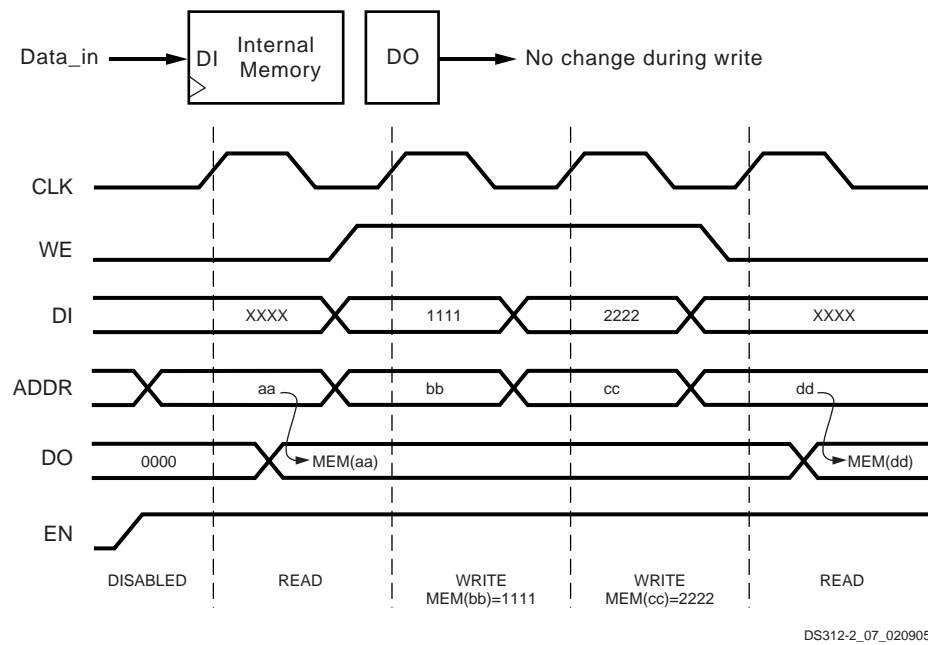 Data_in
DI
Internal
Memory
DO
No change during write
CLK
WE
DI
XXXX
1111
2222
XXXX
ADDR
aa
bb
cc
dd
DO
0000
MEM(aa)
MEM(dd)
EN
DISABLED
READ
WRITE
MEM(bb)=1111
WRITE
MEM(cc)=2222
READ
DS312-2_07_020905